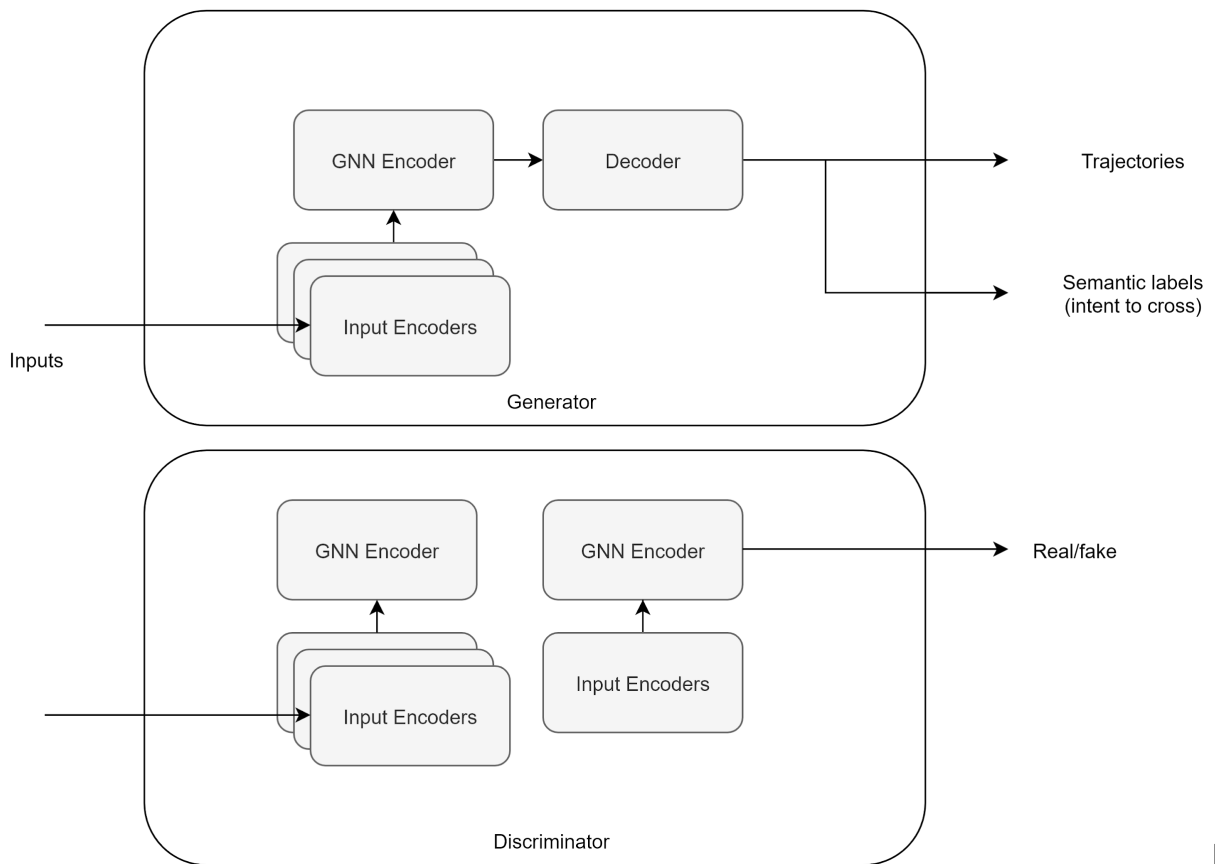 GNN Encoder
Decoder
Trajectories
Semantic labels
(intent to cross)
Input Encoders
Inputs
Generator
GNN Encoder
GNN Encoder
Real/fake
Input Encoders
Input Encoders
Discriminator